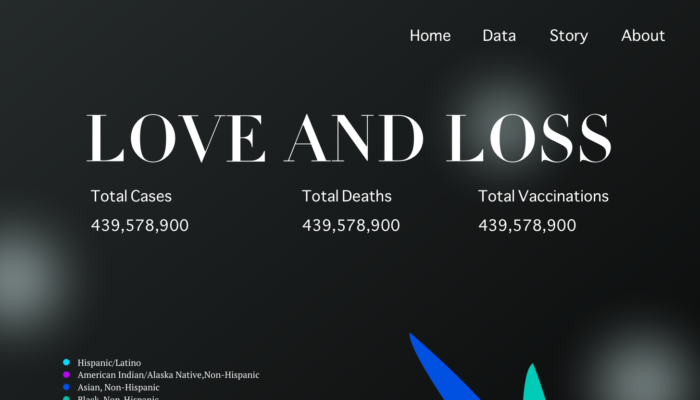 Home Data Story About
LOVE AND LOSS
Total Cases Total Deaths Total Vaccinations
439,578,900 439,578,900 439,578,900
Hispanic/Latino
American Indian/Alaska Native,Non-Hispanic
Asian, Non-Hispanic
Black, Non-Hispanic